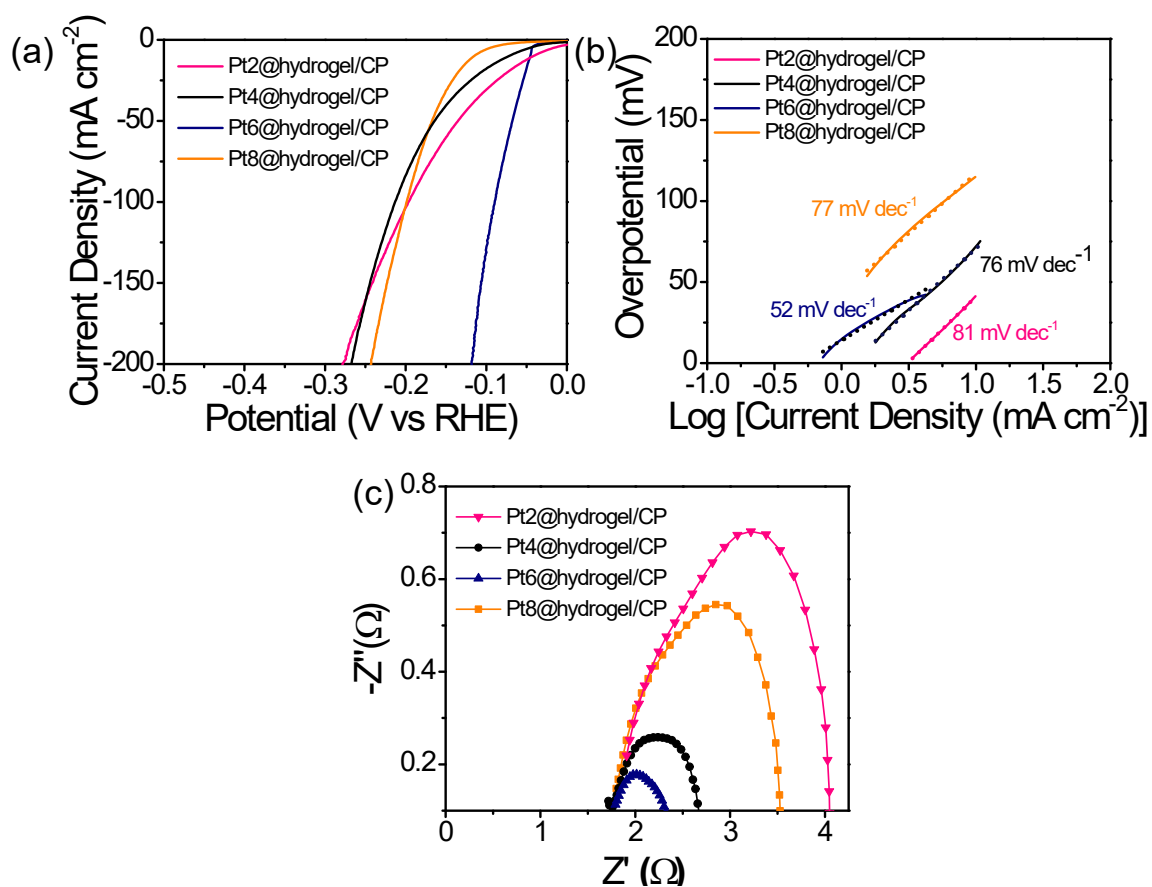 (a)
Current Density (mA cm⁻²)
0
-50
-100
-150
-200
Pt2@hydrogel/CP
Pt4@hydrogel/CP
Pt6@hydrogel/CP
Pt8@hydrogel/CP
-0.5 -0.3 -0.2 -0.1 0.0
Potential (V vs RHE)
(b)
Overpotential (mV)
200
150
100
50
0
Pt2@hydrogel/CP
Pt4@hydrogel/CP
Pt6@hydrogel/CP
Pt8@hydrogel/CP
77 mV dec⁻¹
76 mV dec⁻¹
52 mV dec⁻¹
81 mV dec⁻¹
-1.0 -0.5 0.0 0.5 1.0 1.5 2.0
Log [Current Density (mA cm⁻²)]
(c)
-Z''(Ω)
0.8
0.6
0.4
0.2
Pt2@hydrogel/CP
Pt4@hydrogel/CP
Pt6@hydrogel/CP
Pt8@hydrogel/CP
0 1 2 3 4
Z' (Ω)